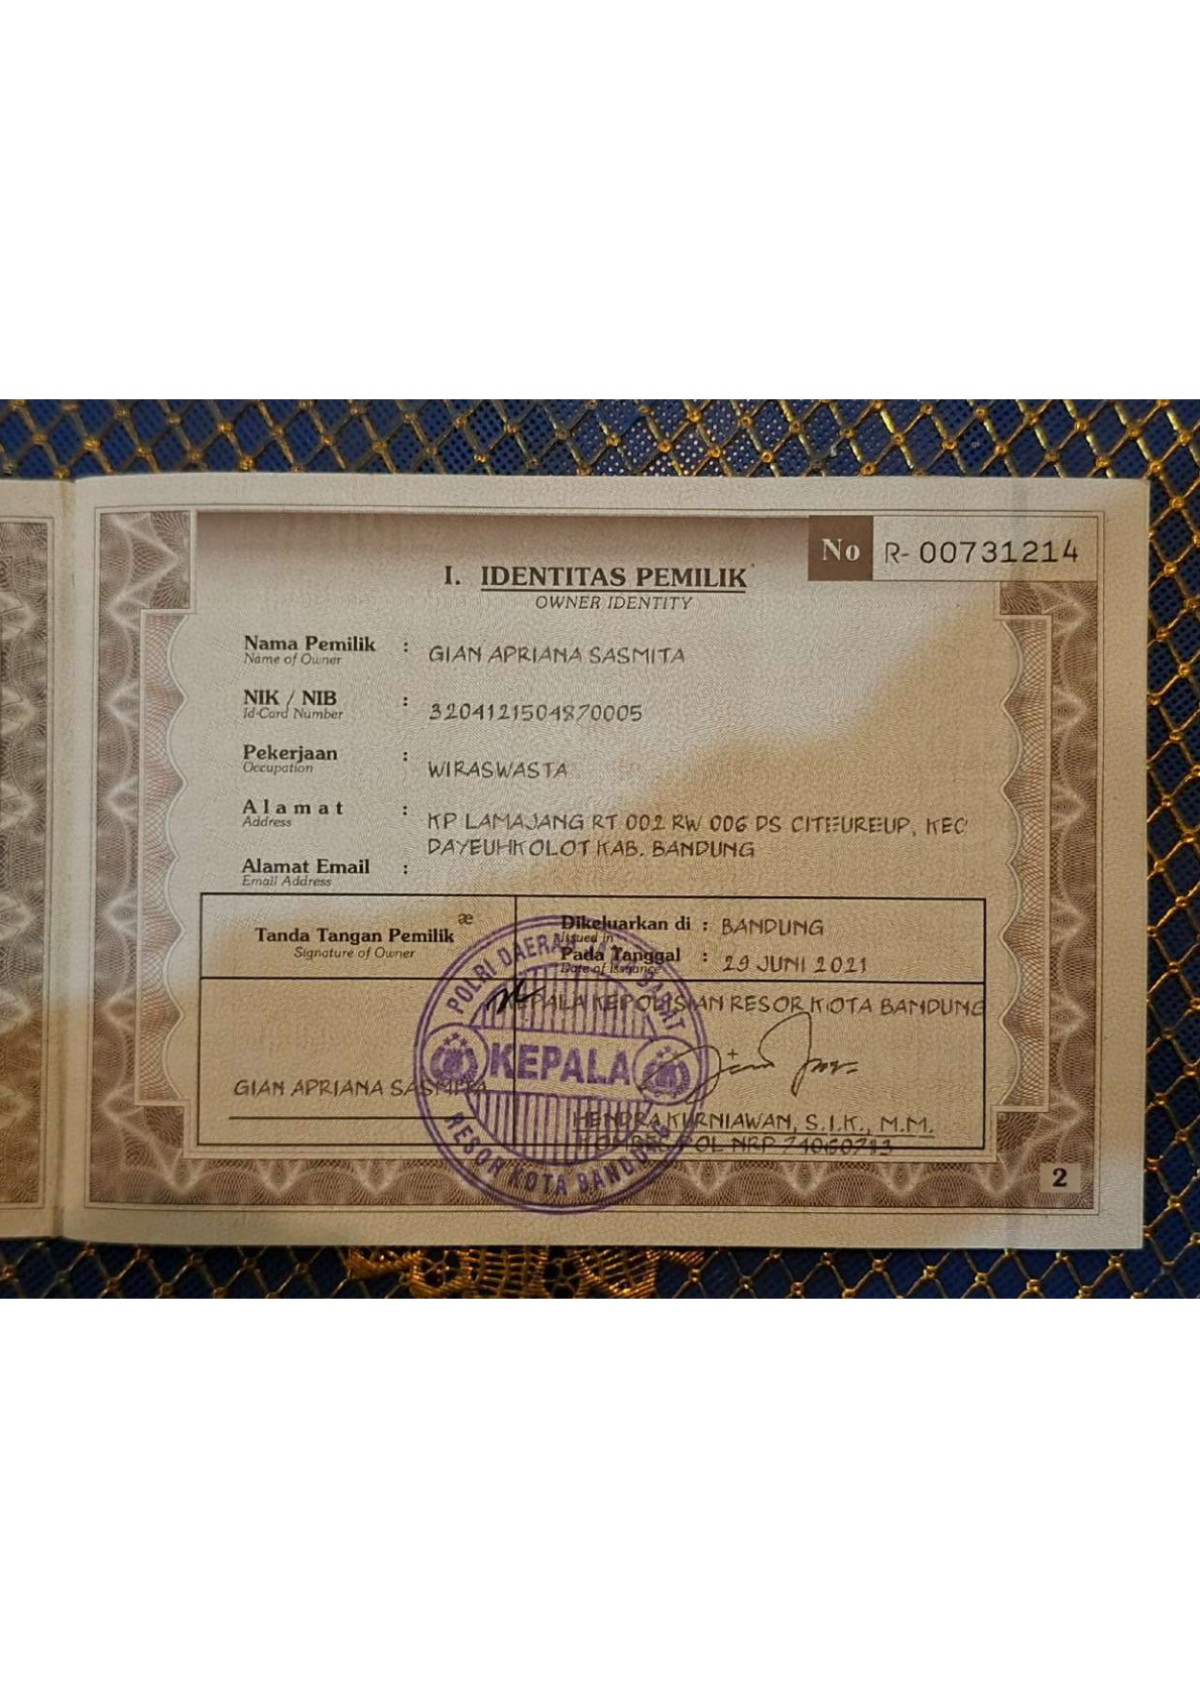 No R-00731214
I. IDENTITAS PEMILIK
OWNER IDENTITY
Nama Pemilik : GIAN APRIANA SASMITA
Name of Owner
NIK / NIB : 3204121504870005
Id-Card Number
Pekerjaan : WIRASWASTA
Occupation
Alamat : KP LAMAJANG RT 002 RW 006 DS CITEUREUP, KEC
Address
DAYEUHKOLOT KAB. BANDUNG
Alamat Email :
Email Address
æ
Tanda Tangan Pemilik
Signature of Owner
Dikeluarkan di : BANDUNG
Issued in
Pada Tanggal : 29 JUNI 2021
Date of Issuance
KEPALA KEPOLISIAN RESOR KOTA BANDUNG
POLRI DAERAH JAWA BARAT
KEPALA
RESOR KOTA BANDUNG
GIAN APRIANA SASMITA
HENDRA KURNIAWAN, S.I.K., M.M.
POL NRP
2